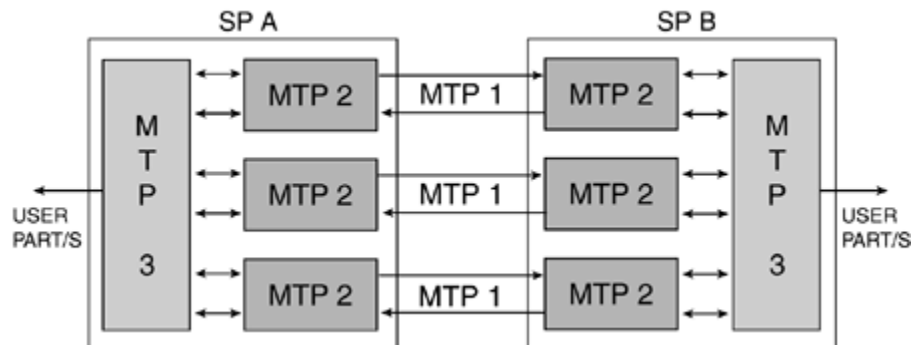 SP A
SP B
MTP 2
MTP 1
MTP 2
M
T
P
3
MTP 2
MTP 1
MTP 2
M
T
P
3
USER
PART/S
USER
PART/S
MTP 2
MTP 1
MTP 2